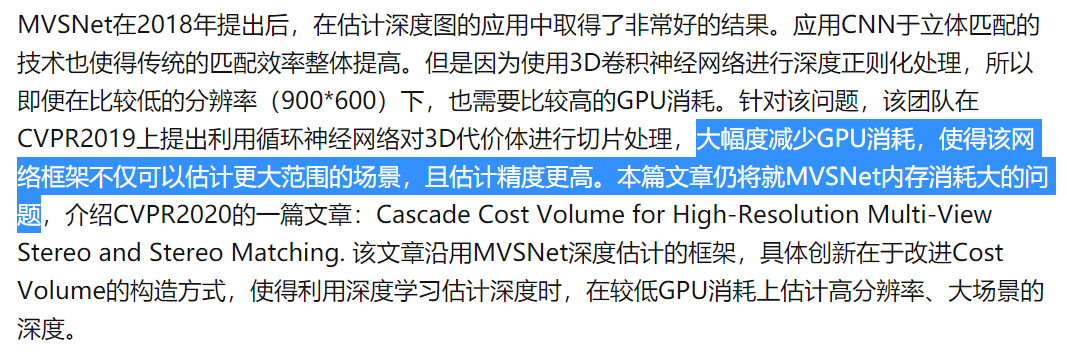 MVSNet在2018年提出后，在估计深度图的应用中取得了非常好的结果。应用CNN于立体匹配的
技术也使得传统的匹配效率整体提高。但是因为使用3D卷积神经网络进行深度正则化处理，所以
即便在比较低的分辨率（900*600）下，也需要比较高的GPU消耗。针对该问题，该团队在
CVPR2019上提出利用循环神经网络对3D代价体进行切片处理，大幅度减少GPU消耗，使得该网
络框架不仅可以估计更大范围的场景，且估计精度更高。本篇文章仍将就MVSNet内存消耗大的问
题，介绍CVPR2020的一篇文章：Cascade Cost Volume for High-Resolution Multi-View
Stereo and Stereo Matching. 该文章沿用MVSNet深度估计的框架，具体创新在于改进Cost
Volume的构造方式，使得利用深度学习估计深度时，在较低GPU消耗上估计高分辨率、大场景的
深度。